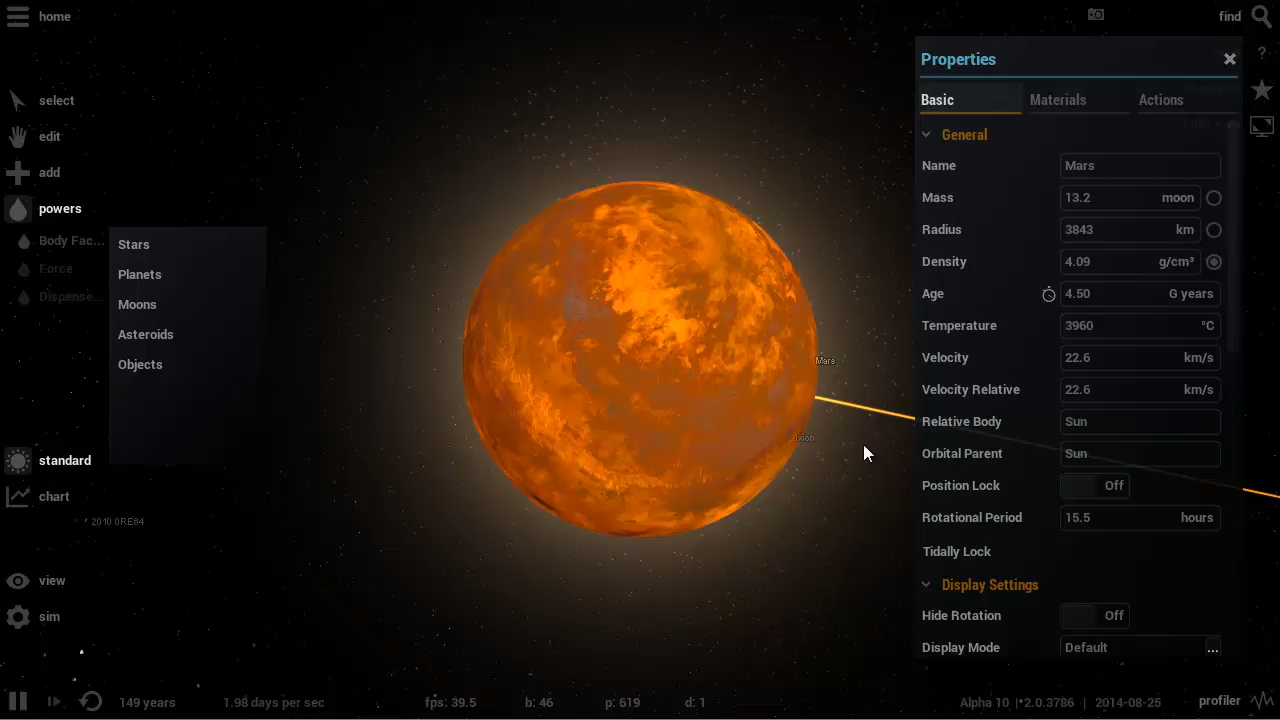 home
find
select
edit
add
powers
Body Fac...
Force
Dispense...
Stars
Planets
Moons
Asteroids
Objects
standard
chart
2010 0RE64
view
sim
Mars
Ixion
Properties
Basic Materials Actions
General
Name Mars
Mass 13.2 moon
Radius 3843 km
Density 4.09 g/cm³
Age 4.50 G years
Temperature 3960 °C
Velocity 22.6 km/s
Velocity Relative 22.6 km/s
Relative Body Sun
Orbital Parent Sun
Position Lock Off
Rotational Period 15.5 hours
Tidally Lock
Display Settings
Hide Rotation Off
Display Mode Default ...
149 years 1.98 days per sec fps: 39.5 b: 46 p: 619 d: 1 Alpha 10 |*2.0.3786 | 2014-08-25 profiler